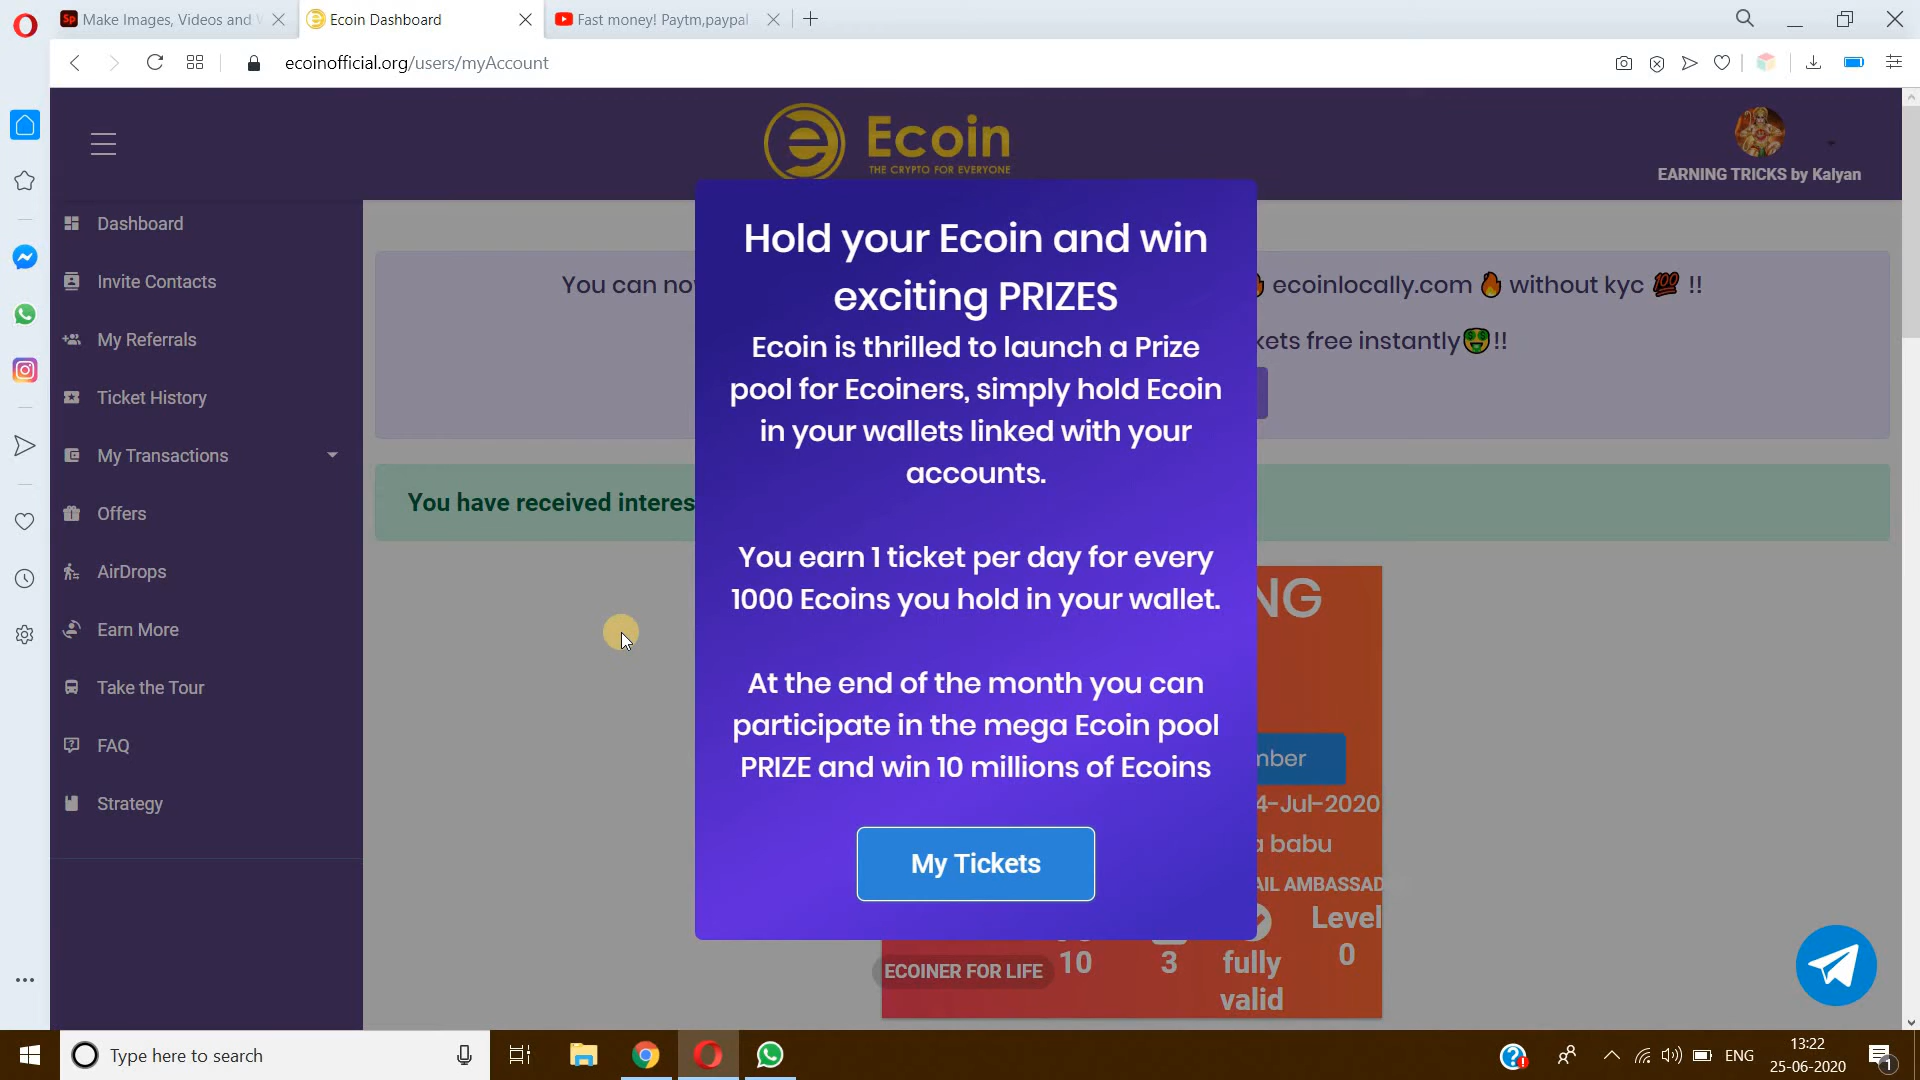 Make Images, Videos and
Ecoin Dashboard
Fast money! Paytm,paypal
ecoinofficial.org/users/myAccount
Ecoin
THE CRYPTO FOR EVERYONE
EARNING TRICKS by Kalyan
Dashboard
Invite Contacts
My Referrals
Ticket History
My Transactions
Offers
AirDrops
Earn More
Take the Tour
FAQ
Strategy
You can no
ecoinlocally.com 🔥 without kyc 💯 !!
kets free instantly🤑!!
You have received interes
Hold your Ecoin and win
exciting PRIZES
Ecoin is thrilled to launch a Prize
pool for Ecoiners, simply hold Ecoin
in your wallets linked with your
accounts.
You earn 1 ticket per day for every
1000 Ecoins you hold in your wallet.
At the end of the month you can
participate in the mega Ecoin pool
PRIZE and win 10 millions of Ecoins
My Tickets
NG
mber
4-Jul-2020
babu
AIL AMBASSAD
Level
0
ECOINER FOR LIFE
10
3
fully
valid
Type here to search
ENG
13:22
25-06-2020
1